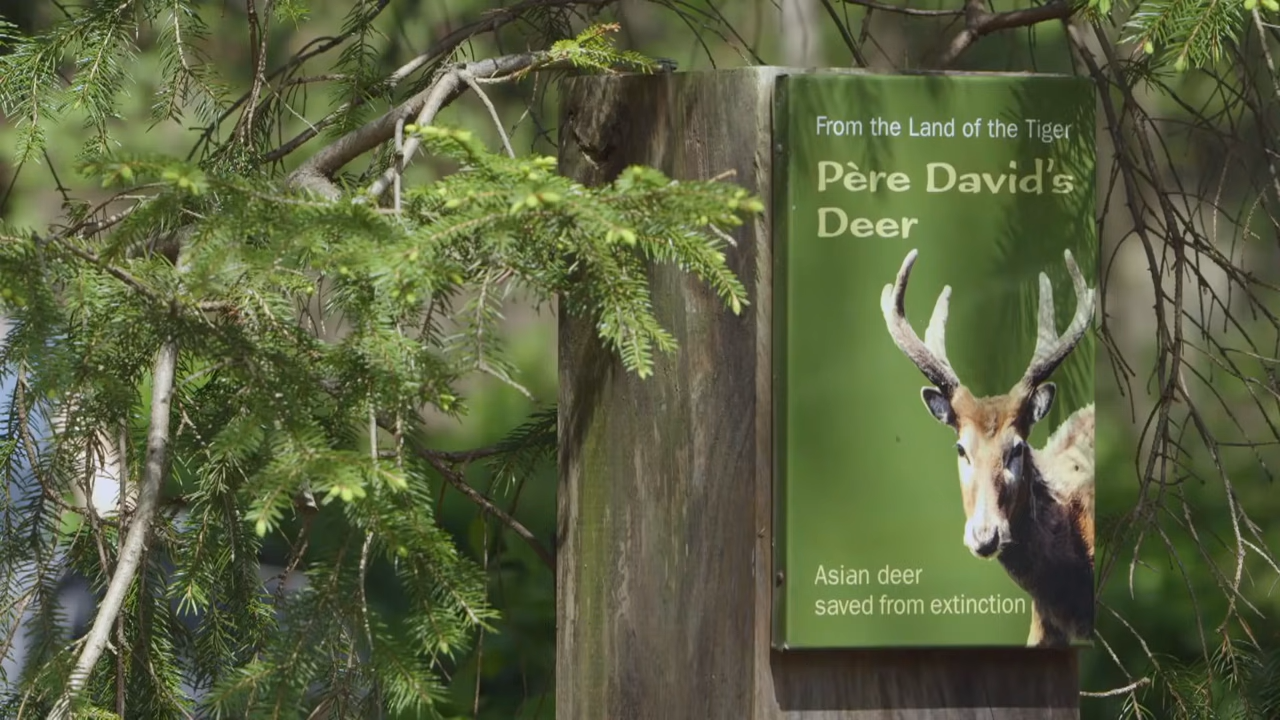 From the Land of the Tiger
Père David's
Deer
Asian deer
saved from extinction